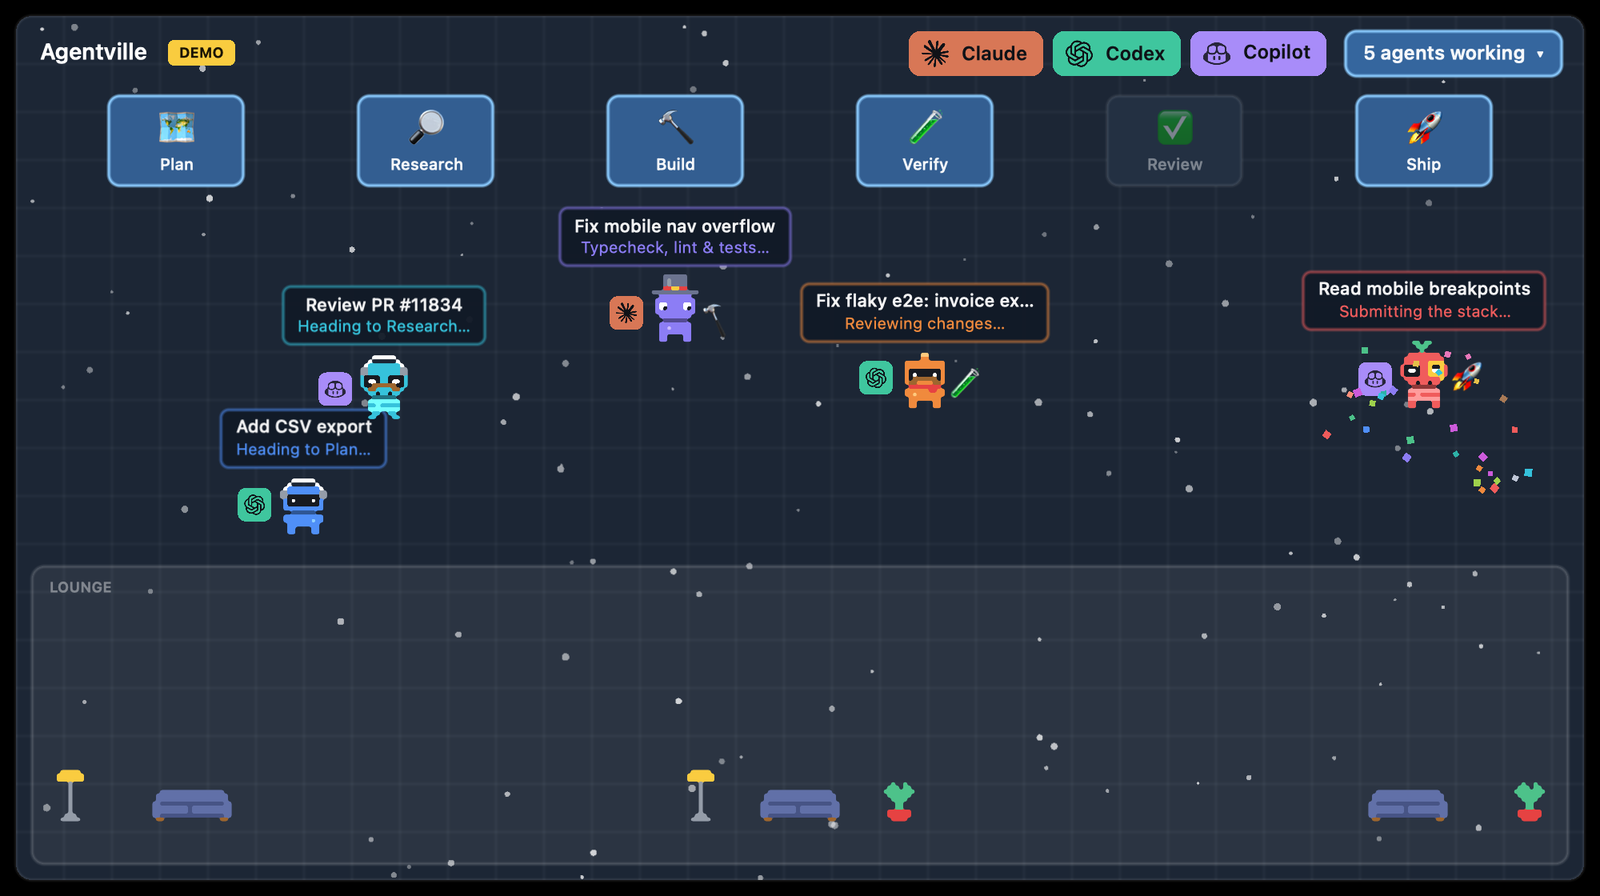 Agentville
DEMO
Claude
Codex
Copilot
5 agents working
Plan
Research
Build
Verify
Review
Ship
Fix mobile nav overflow
Typecheck, lint & tests...
Review PR #11834
Heading to Research...
Fix flaky e2e: invoice ex...
Reviewing changes...
Read mobile breakpoints
Submitting the stack...
Add CSV export
Heading to Plan...
LOUNGE